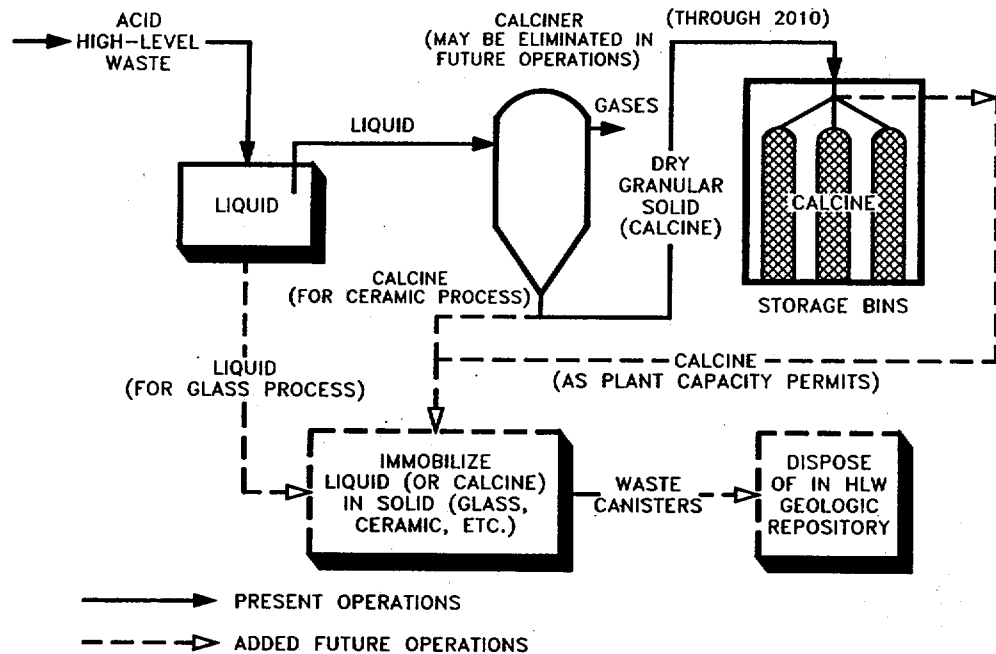 ACID
HIGH-LEVEL
WASTE
CALCINER
(MAY BE ELIMINATED IN
FUTURE OPERATIONS)
(THROUGH 2010)
GASES
LIQUID
LIQUID
DRY
GRANULAR
SOLID
(CALCINE)
CALCINE
STORAGE BINS
CALCINE
(FOR CERAMIC PROCESS)
LIQUID
(FOR GLASS PROCESS)
CALCINE
(AS PLANT CAPACITY PERMITS)
IMMOBILIZE
LIQUID (OR CALCINE)
IN SOLID (GLASS,
CERAMIC, ETC.)
WASTE
CANISTERS
DISPOSE
OF IN HLW
GEOLOGIC
REPOSITORY
PRESENT OPERATIONS
ADDED FUTURE OPERATIONS